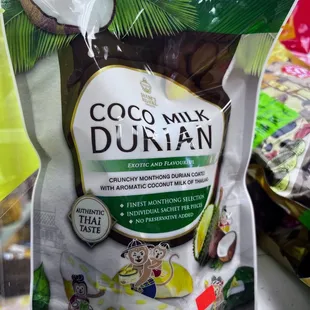 COCO MILK
DURIAN
EXOTIC AND FLAVOURFUL
CRUNCHY MONTHONG DURIAN COATED
WITH AROMATIC COCONUT MILK OF THAILAND
AUTHENTIC
THAI
TASTE
• FINEST MONTHONG SELECTION
• INDIVIDUAL SACHET PER PIECE
• NO PRESERVATIVE ADDED